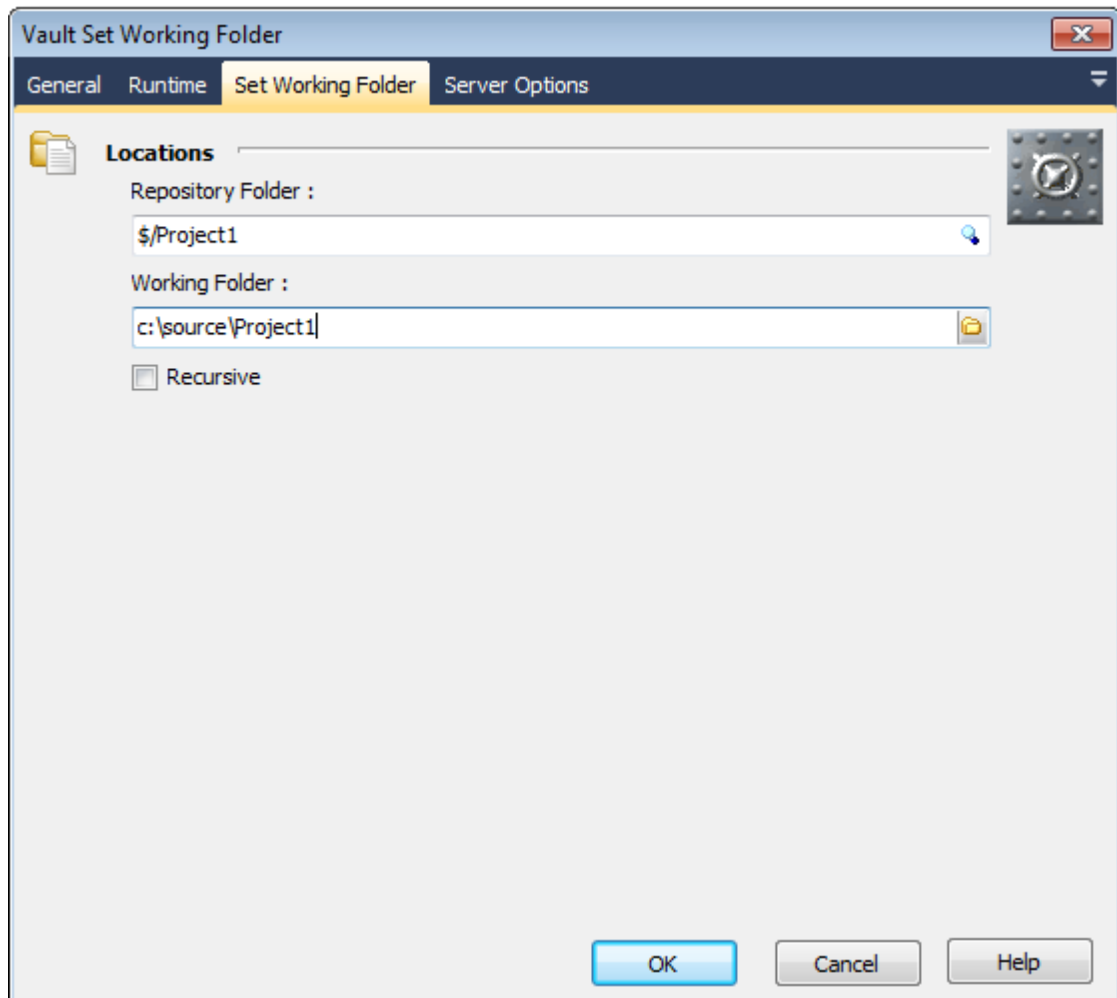 Vault Set Working Folder
General Runtime Set Working Folder Server Options
Locations
Repository Folder :
$/Project1
Working Folder :
c:\source\Project1
Recursive
OK Cancel Help